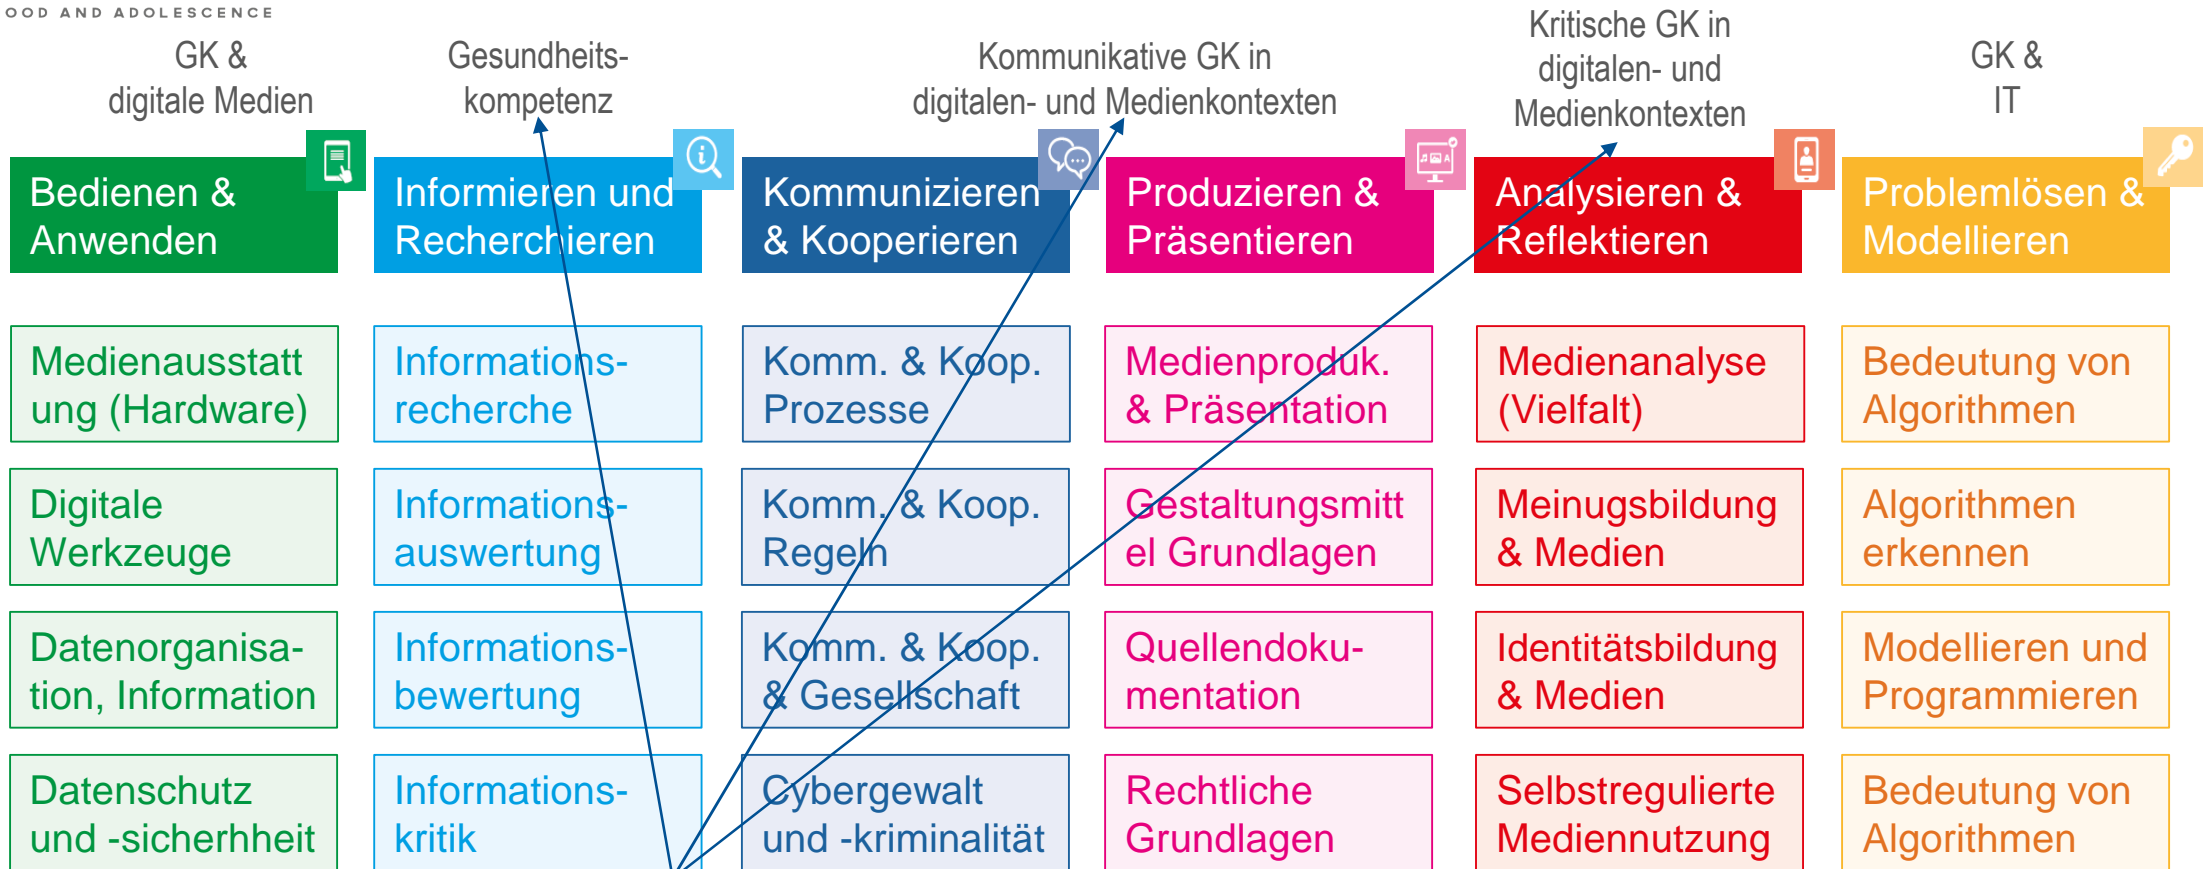 OOD AND ADOLESCENCE
GK &
digitale Medien
Gesundheits-
kompetenz
Kommunikative GK in
digitalen- und Medienkontexten
Kritische GK in
digitalen- und
Medienkontexten
GK &
IT
Bedienen &
Anwenden
Informieren und
Recherchieren
Kommunizieren
& Kooperieren
Produzieren &
Präsentieren
Analysieren &
Reflektieren
Problemlösen &
Modellieren
Medienausstatt
ung (Hardware)
Informations-
recherche
Komm. & Koop.
Prozesse
Medienproduk.
& Präsentation
Medienanalyse
(Vielfalt)
Bedeutung von
Algorithmen
Digitale
Werkzeuge
Informations-
auswertung
Komm. & Koop.
Regeln
Gestaltungsmitt
el Grundlagen
Meinugsbildung
& Medien
Algorithmen
erkennen
Datenorganisa-
tion, Information
Informations-
bewertung
Komm. & Koop.
& Gesellschaft
Quellendoku-
mentation
Identitätsbildung
& Medien
Modellieren und
Programmieren
Datenschutz
und -sicherhheit
Informations-
kritik
Cybergewalt
und -kriminalität
Rechtliche
Grundlagen
Selbstregulierte
Mediennutzung
Bedeutung von
Algorithmen